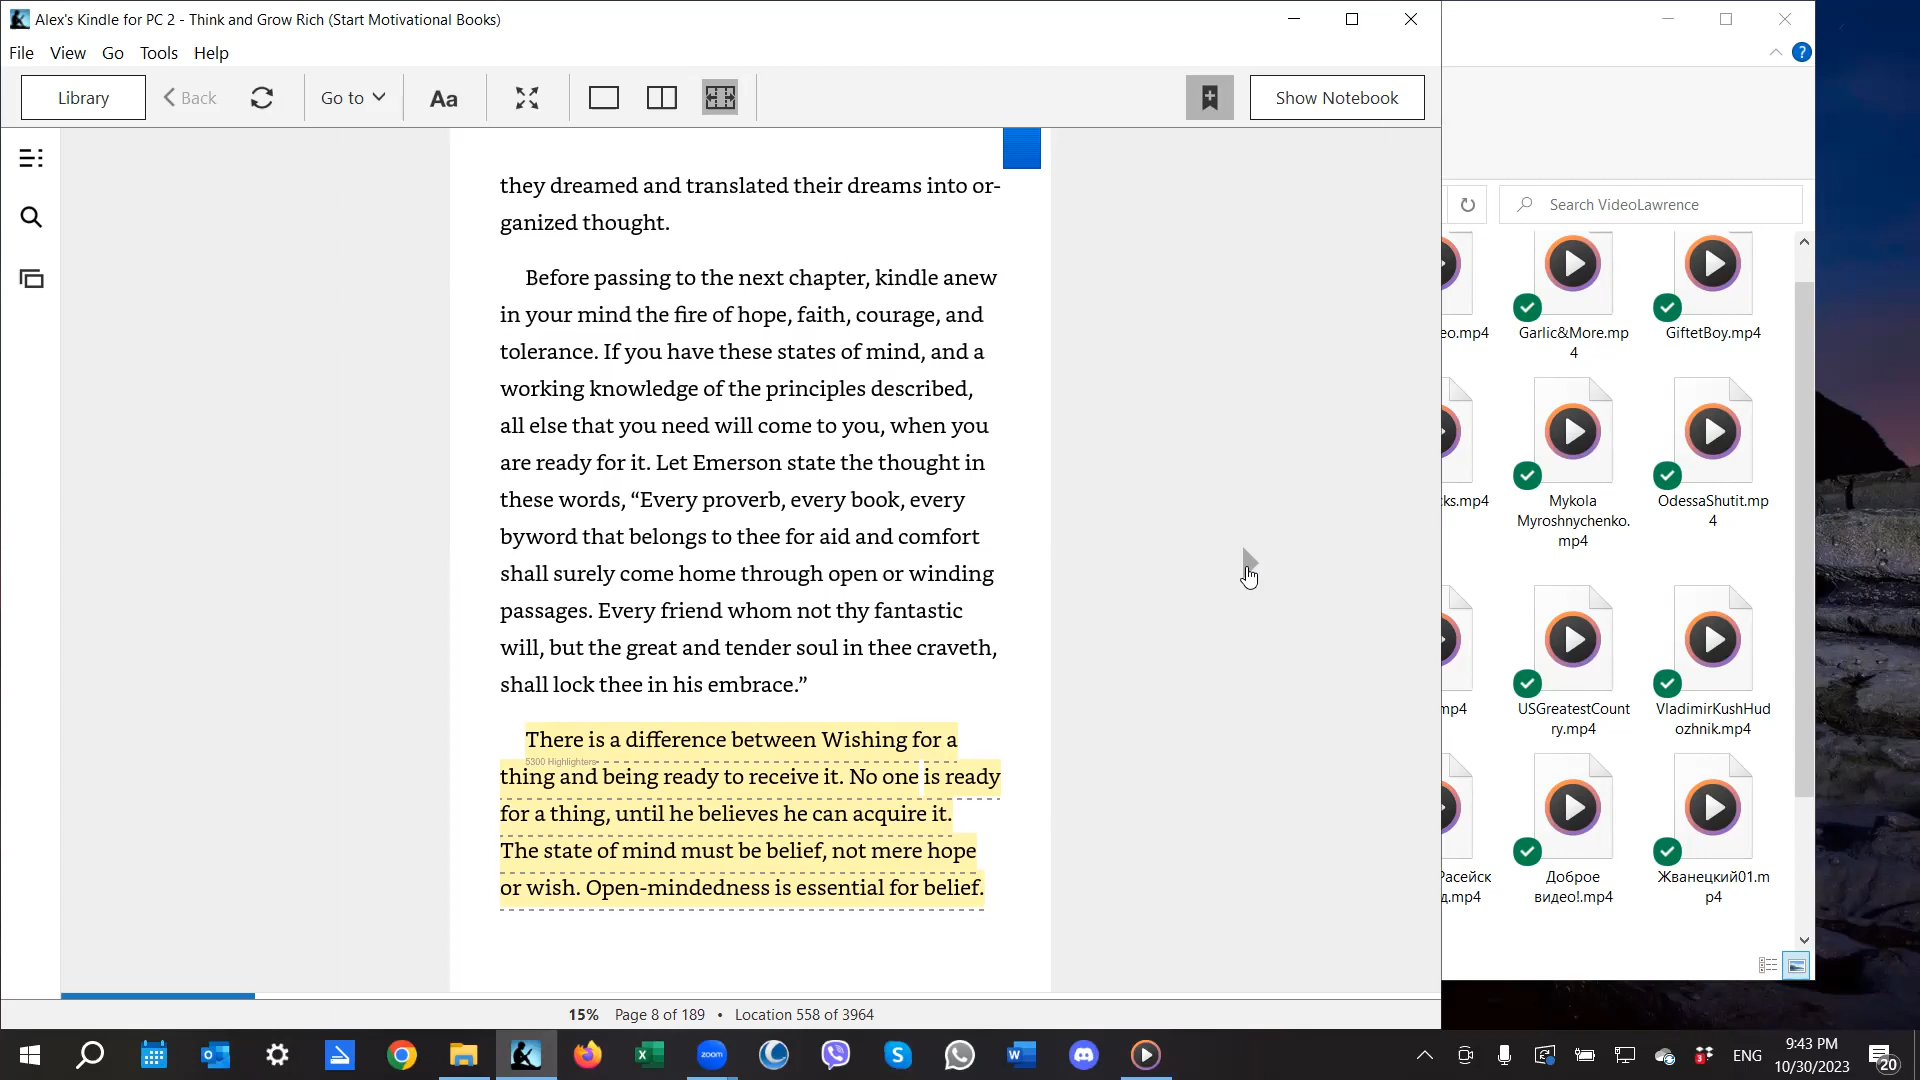 Alex's Kindle for PC 2 - Think and Grow Rich (Start Motivational Books)
File View Go Tools Help
Library
Back
Go to
Aa
Show Notebook
they dreamed and translated their dreams into or-
ganized thought.
Before passing to the next chapter, kindle anew
in your mind the fire of hope, faith, courage, and
tolerance. If you have these states of mind, and a
working knowledge of the principles described,
all else that you need will come to you, when you
are ready for it. Let Emerson state the thought in
these words, “Every proverb, every book, every
byword that belongs to thee for aid and comfort
shall surely come home through open or winding
passages. Every friend whom not thy fantastic
will, but the great and tender soul in thee craveth,
shall lock thee in his embrace.”
There is a difference between Wishing for a
5300 Highlighters
thing and being ready to receive it. No one is ready
for a thing, until he believes he can acquire it.
The state of mind must be belief, not mere hope
or wish. Open-mindedness is essential for belief.
15% Page 8 of 189 • Location 558 of 3964
?
Search VideoLawrence
eo.mp4
Garlic&More.mp
4
GiftetBoy.mp4
ks.mp4
Mykola
Myroshnychenko.
mp4
OdessaShutit.mp
4
mp4
USGreatestCount
ry.mp4
VladimirKushHud
ozhnik.mp4
Расейск
д.mp4
Доброе
видео!.mp4
Жванецкий01.m
p4
zoom
3
ENG
9:43 PM
10/30/2023
20